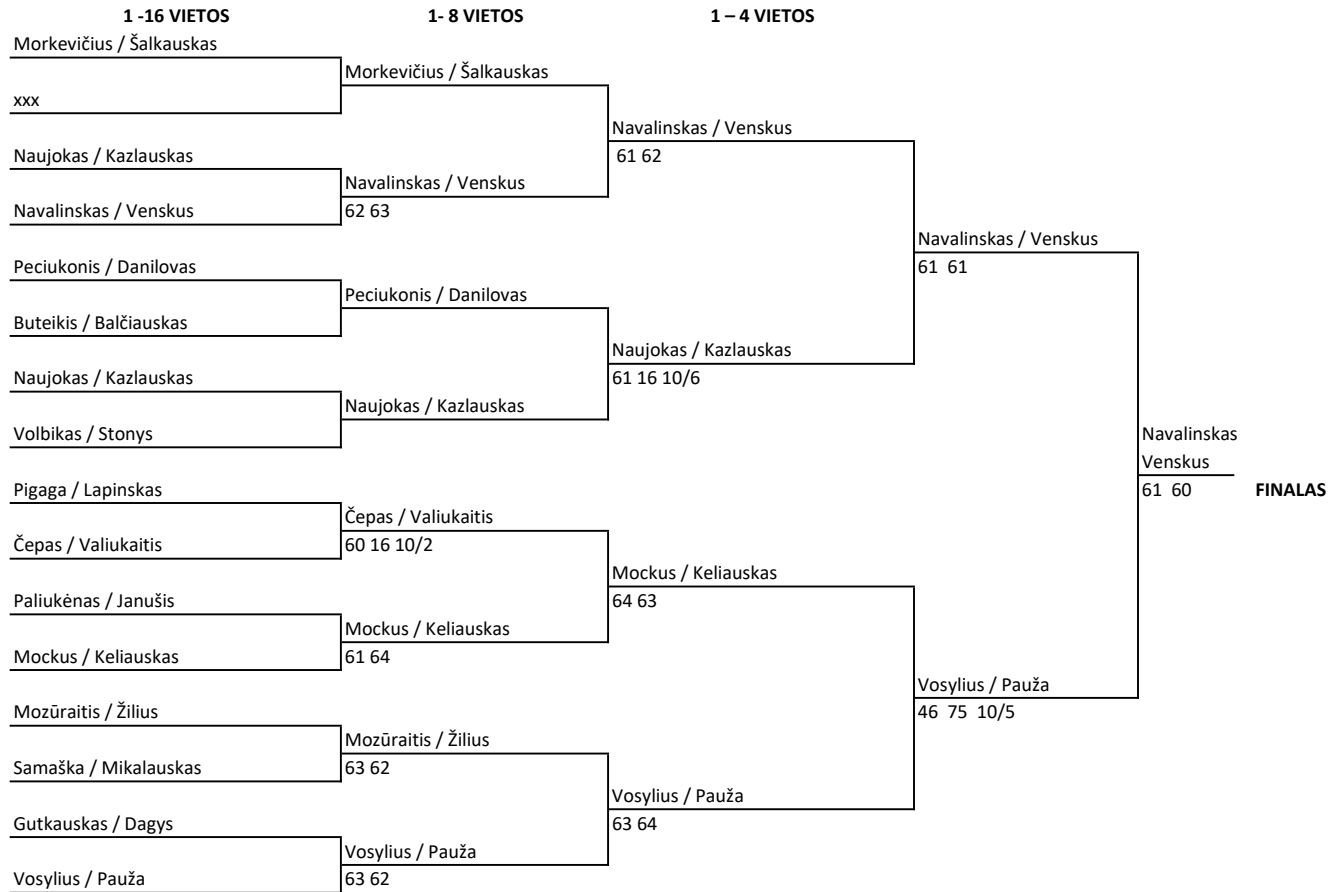 1 -16 VIETOS
1- 8 VIETOS
1 – 4 VIETOS
Morkevičius / Šalkauskas
Morkevičius / Šalkauskas
xxx
Navalinskas / Venskus
61 62
Naujokas / Kazlauskas
Navalinskas / Venskus
Navalinskas / Venskus
62 63
Navalinskas / Venskus
61 61
Peciukonis / Danilovas
Peciukonis / Danilovas
Buteikis / Balčiauskas
Naujokas / Kazlauskas
61 16 10/6
Naujokas / Kazlauskas
Naujokas / Kazlauskas
Volbikas / Stonys
Navalinskas
Venskus
61 60
FINALAS
Pigaga / Lapinskas
Čepas / Valiukaitis
60 16 10/2
Čepas / Valiukaitis
Mockus / Keliauskas
64 63
Paliukėnas / Janušis
Mockus / Keliauskas
61 64
Mockus / Keliauskas
Vosylius / Pauža
46 75 10/5
Mozūraitis / Žilius
Mozūraitis / Žilius
63 62
Samaška / Mikalauskas
Vosylius / Pauža
63 64
Gutkauskas / Dagys
Vosylius / Pauža
63 62
Vosylius / Pauža